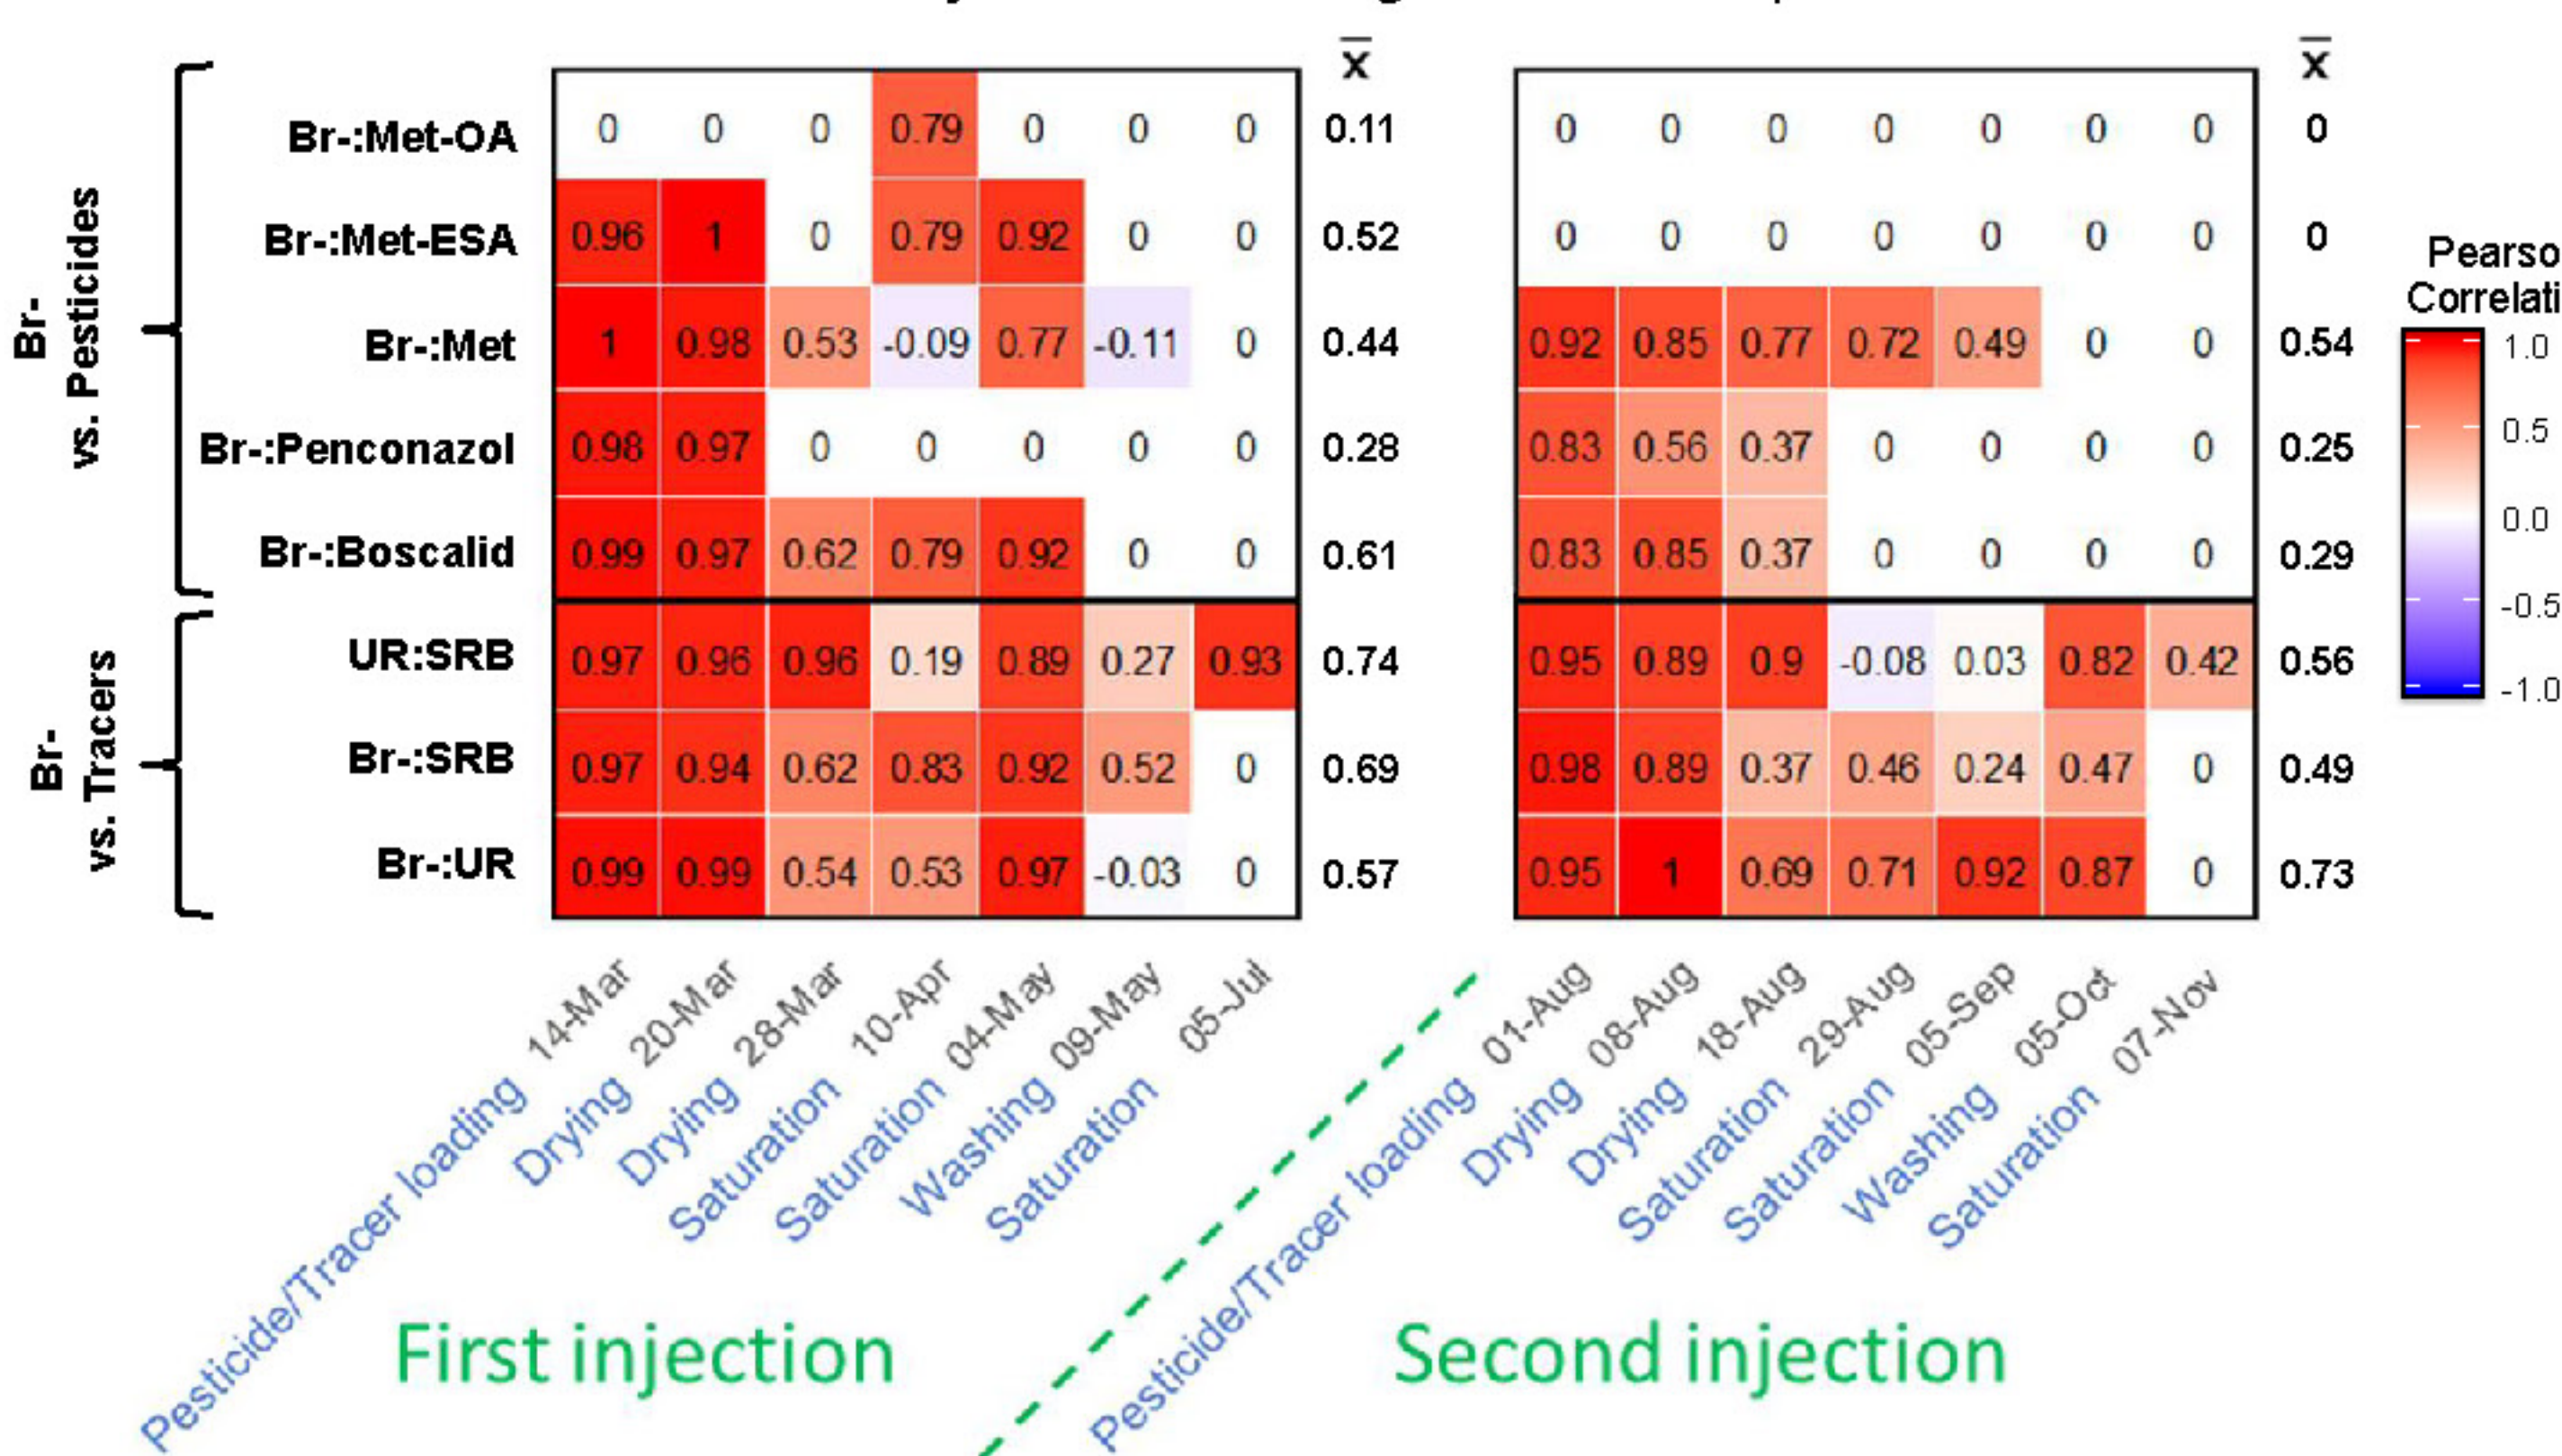 x̄ x̄
Br-:Met-OA 0 0 0 0.79 0 0 0 0.11 0 0 0 0 0 0 0 0
Br-:Met-ESA 0.96 1 0 0.79 0.92 0 0 0.52 0 0 0 0 0 0 0 0
Br-:Met 1 0.98 0.53 -0.09 0.77 -0.11 0 0.44 0.92 0.85 0.77 0.72 0.49 0 0 0.54
Br-:Penconazol 0.98 0.97 0 0 0 0 0 0.28 0.83 0.56 0.37 0 0 0 0 0.25
Br-:Boscalid 0.99 0.97 0.62 0.79 0.92 0 0 0.61 0.83 0.85 0.37 0 0 0 0 0.29
UR:SRB 0.97 0.96 0.96 0.19 0.89 0.27 0.93 0.74 0.95 0.89 0.9 -0.08 0.03 0.82 0.42 0.56
Br-:SRB 0.97 0.94 0.62 0.83 0.92 0.52 0 0.69 0.98 0.89 0.37 0.46 0.24 0.47 0 0.49
Br-:UR 0.99 0.99 0.54 0.53 0.97 -0.03 0 0.57 0.95 1 0.69 0.71 0.92 0.87 0 0.73
Br-
vs. Pesticides
Br-
vs. Tracers
Pearso
Correlati
1.0
0.5
0.0
-0.5
-1.0
Pesticide/Tracer loading 14-Mar
Drying 20-Mar
Drying 28-Mar
Saturation 10-Apr
Saturation 04-May
Washing 09-May
Saturation 05-Jul
Pesticide/Tracer loading 01-Aug
Drying 08-Aug
Drying 18-Aug
Saturation 29-Aug
Saturation 05-Sep
Washing 05-Oct
Saturation 07-Nov
First injection
Second injection